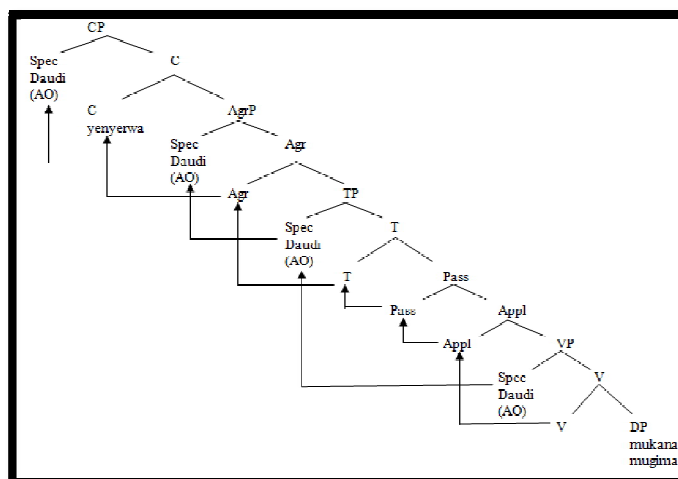 CP
Spec
Daudi
(AO)
C
C
yenyerwa
AgrP
Spec
Daudi
(AO)
Agr
Agr
TP
Spec
Daudi
(AO)
T
T
Pass
Pass
Appl
Appl
VP
Spec
Daudi
(AO)
V
V
DP
mukana
mugima